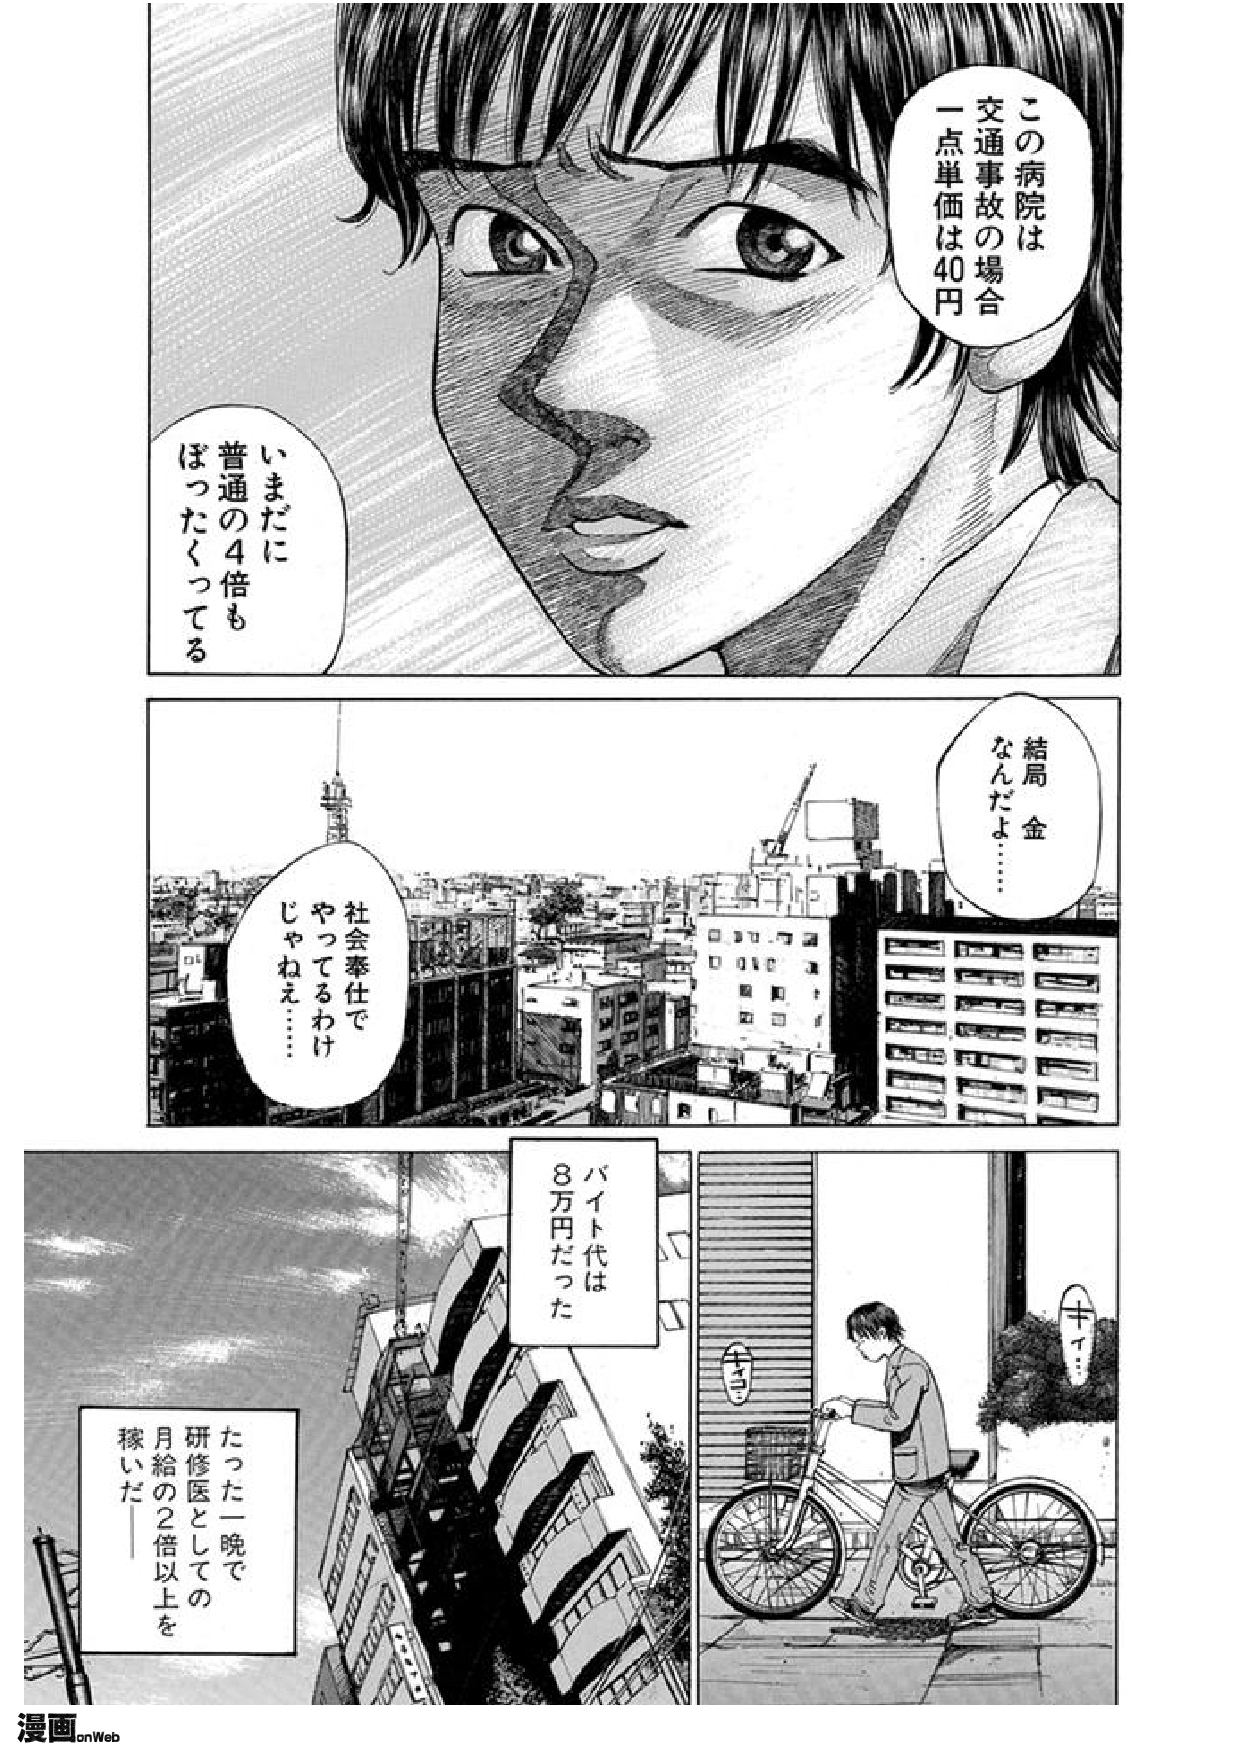 この病院は
交通事故の場合
一点単価は40円
いまだに
普通の4倍も
ぼったくってる
結局 金
なんだよ……
社会奉仕で
やってるわけ
じゃねえ……
キィ…
キィコ…
バイト代は
8万円だった
たった一晩で
研修医としての
月給の2倍以上を
稼いだ――
漫画 on Web